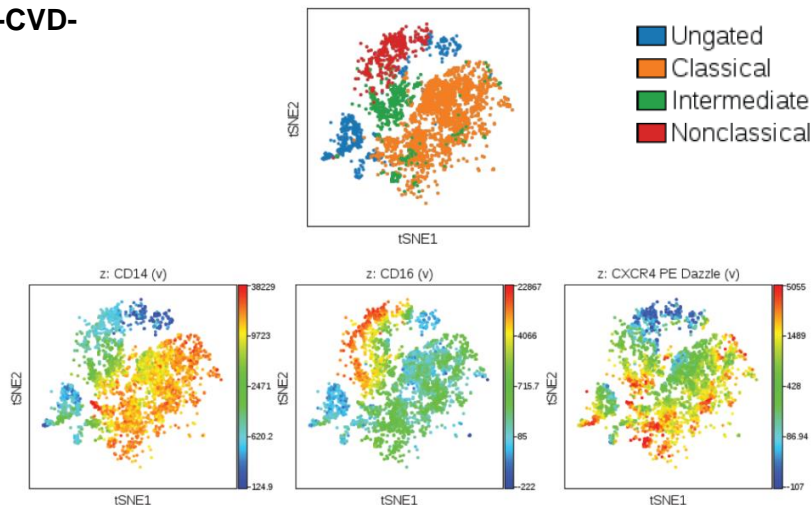 -CVD-
Ungated
Classical
Intermediate
Nonclassical
tSNE2
tSNE1
z: CD14 (v)
38229
9723
2471
620.2
-124.9
tSNE2
tSNE1
z: CD16 (v)
22867
4066
715.7
85
-222
tSNE2
tSNE1
z: CXCR4 PE Dazzle (v)
5055
1489
428
86.94
-107
tSNE2
tSNE1